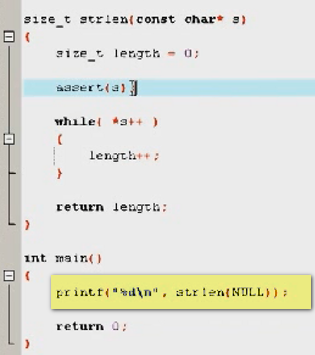 size_t strlen(const char* s)
{
size_t length = 0;
assert(s);
while( *s++ )
{
length++;
}
return length;
}
int main()
{
printf("%d\n", strlen(NULL));
return 0;
}